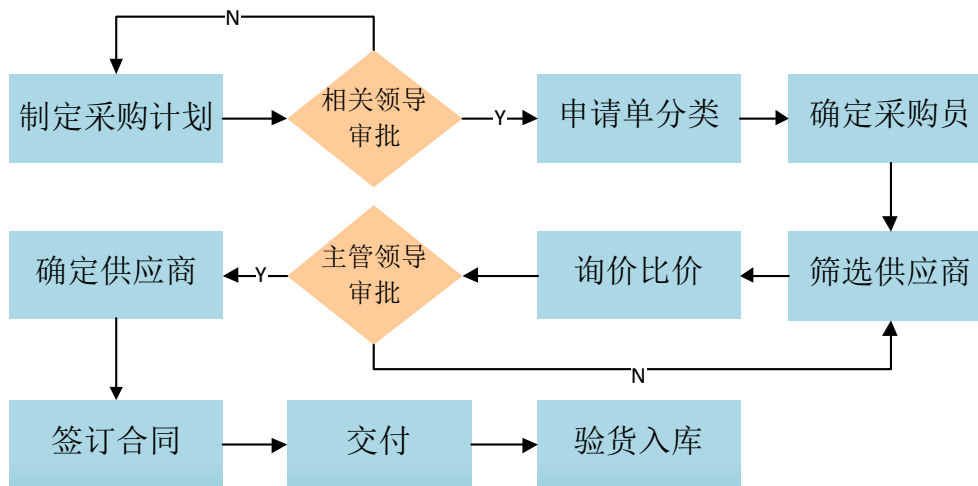 N
制定采购计划
相关领导
审批
Y
申请单分类
确定采购员
确定供应商
Y
主管领导
审批
询价比价
筛选供应商
N
签订合同
交付
验货入库